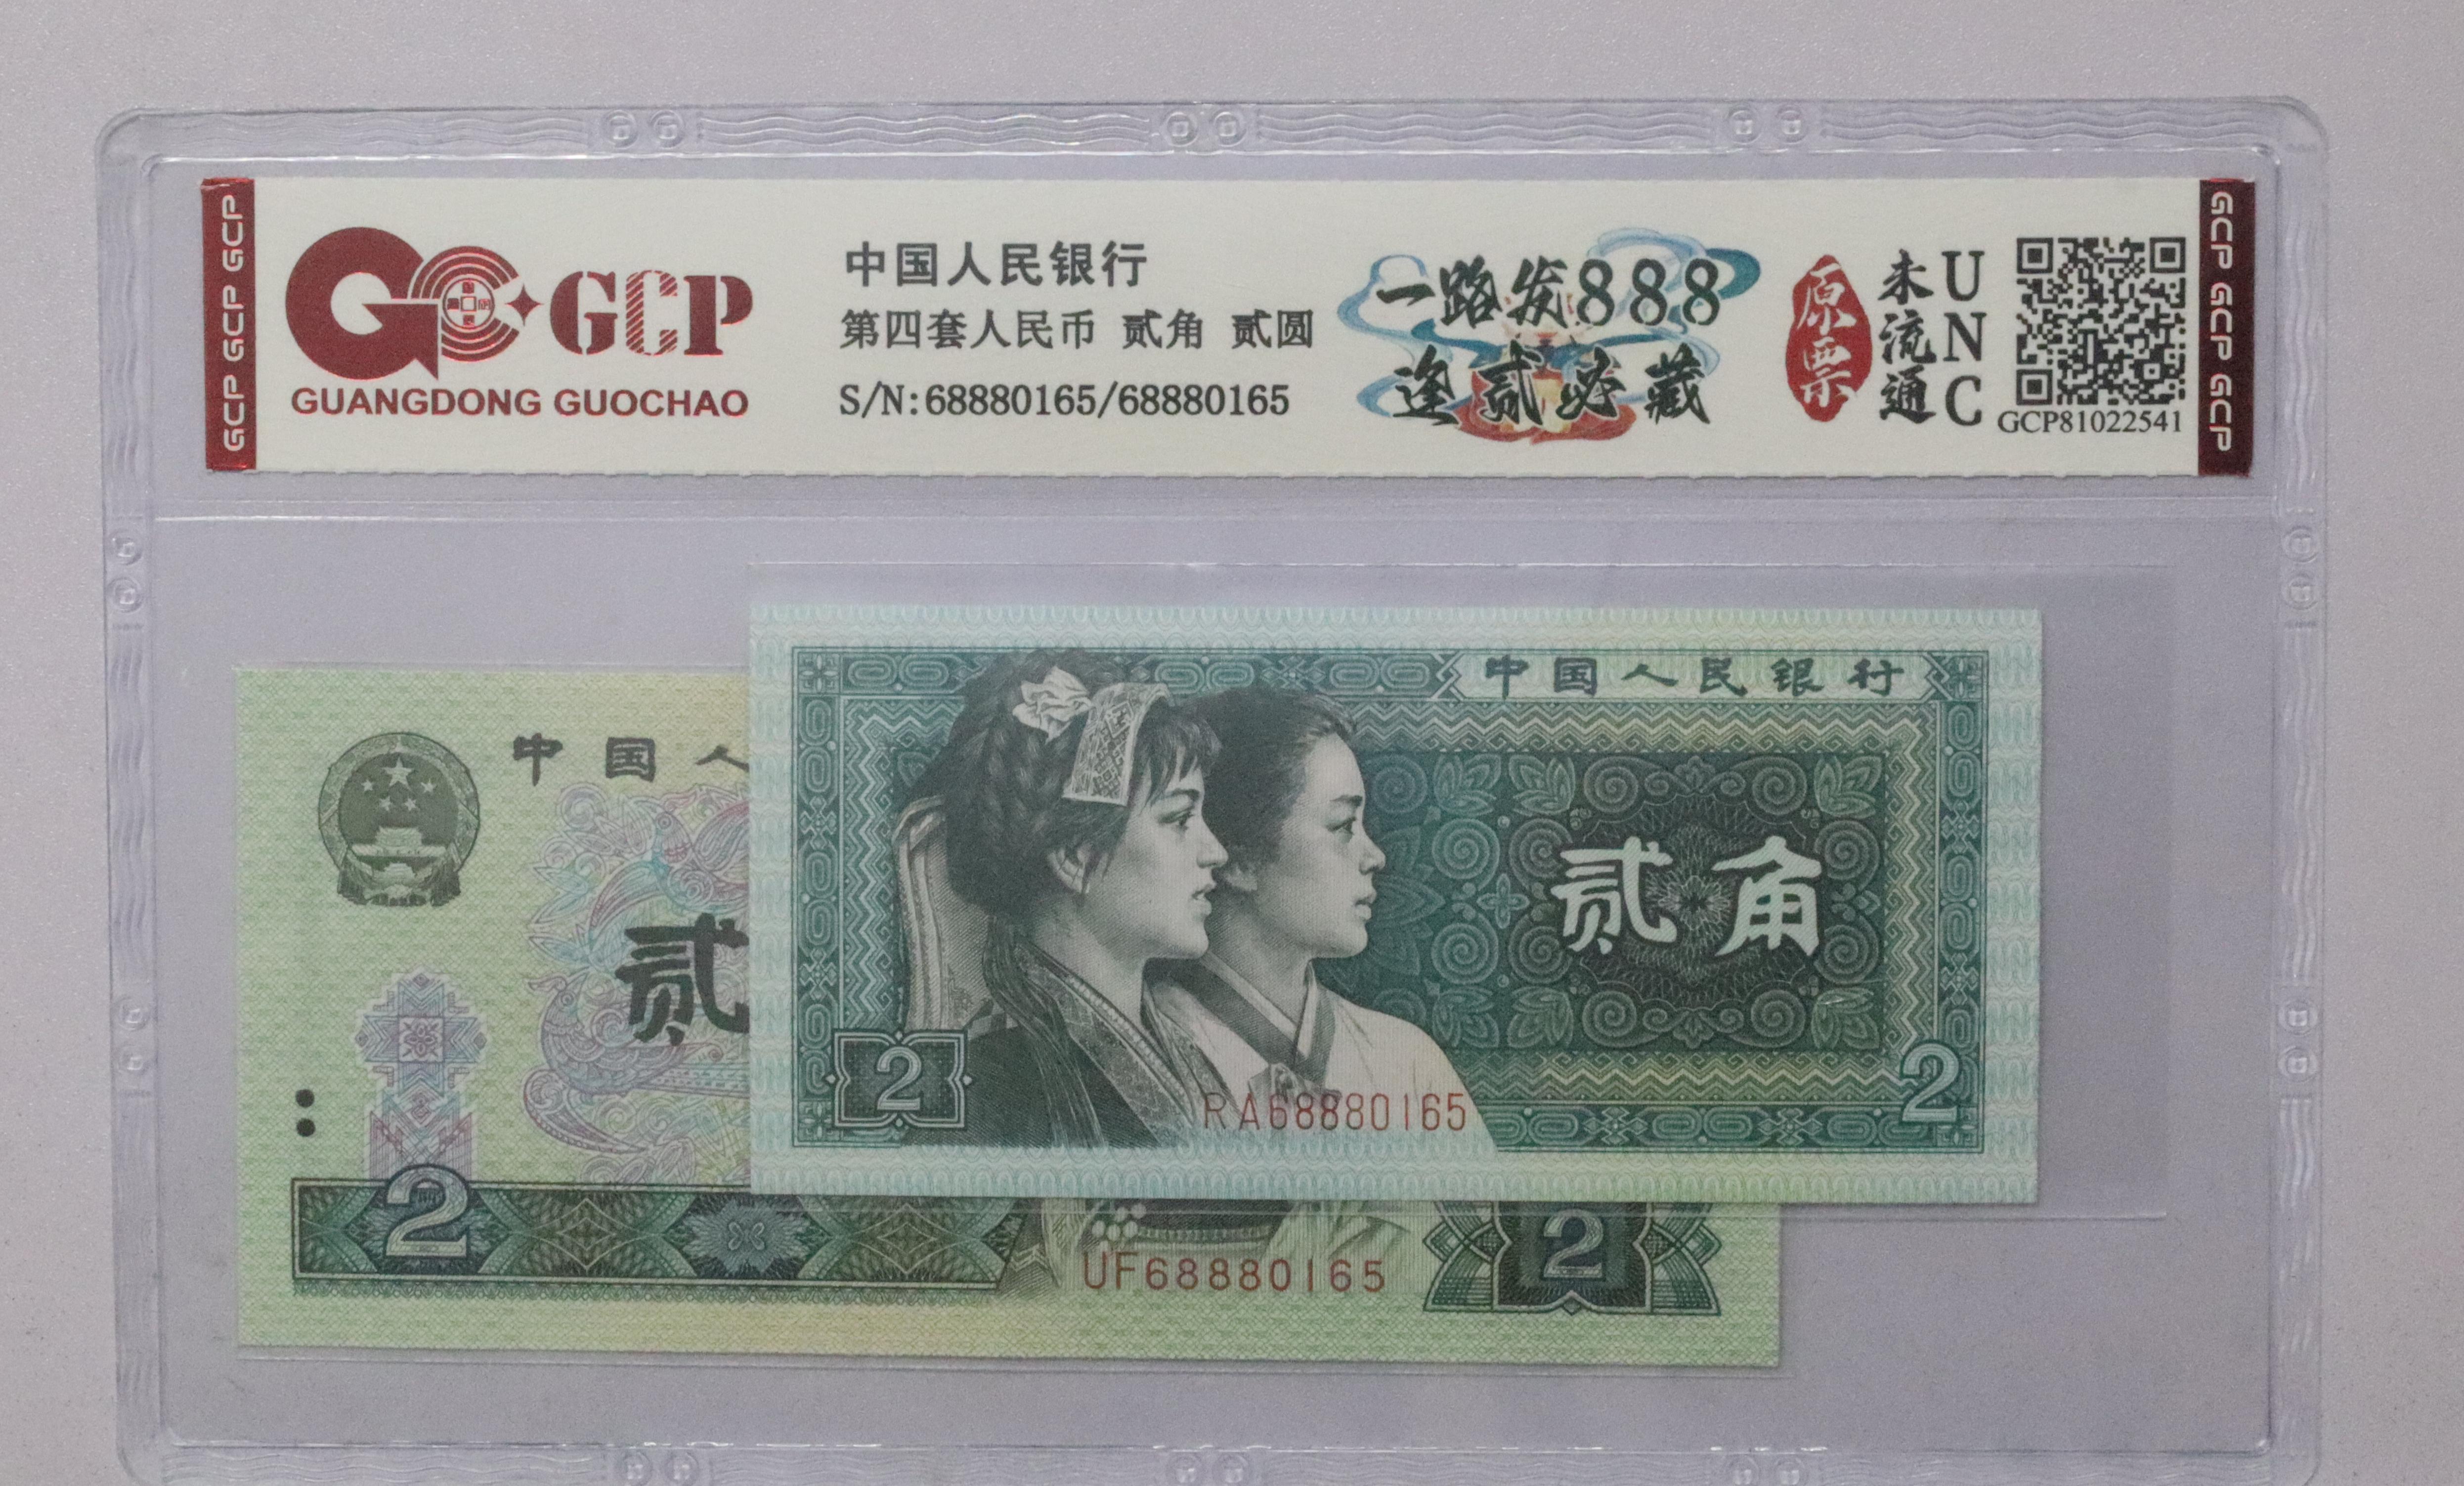 GCP GCP GCP
GCP
GUANGDONG GUOCHAO
中国人民银行
第四套人民币 贰角 贰圆
S/N:68880165/68880165
一路发888
逢贰必藏
原票
未流通
UNC
GCP81022541
GCP GCP GCP
中国人民银行
贰角
2
RA68880165
2
中国人
贰
2
UF68880165
2